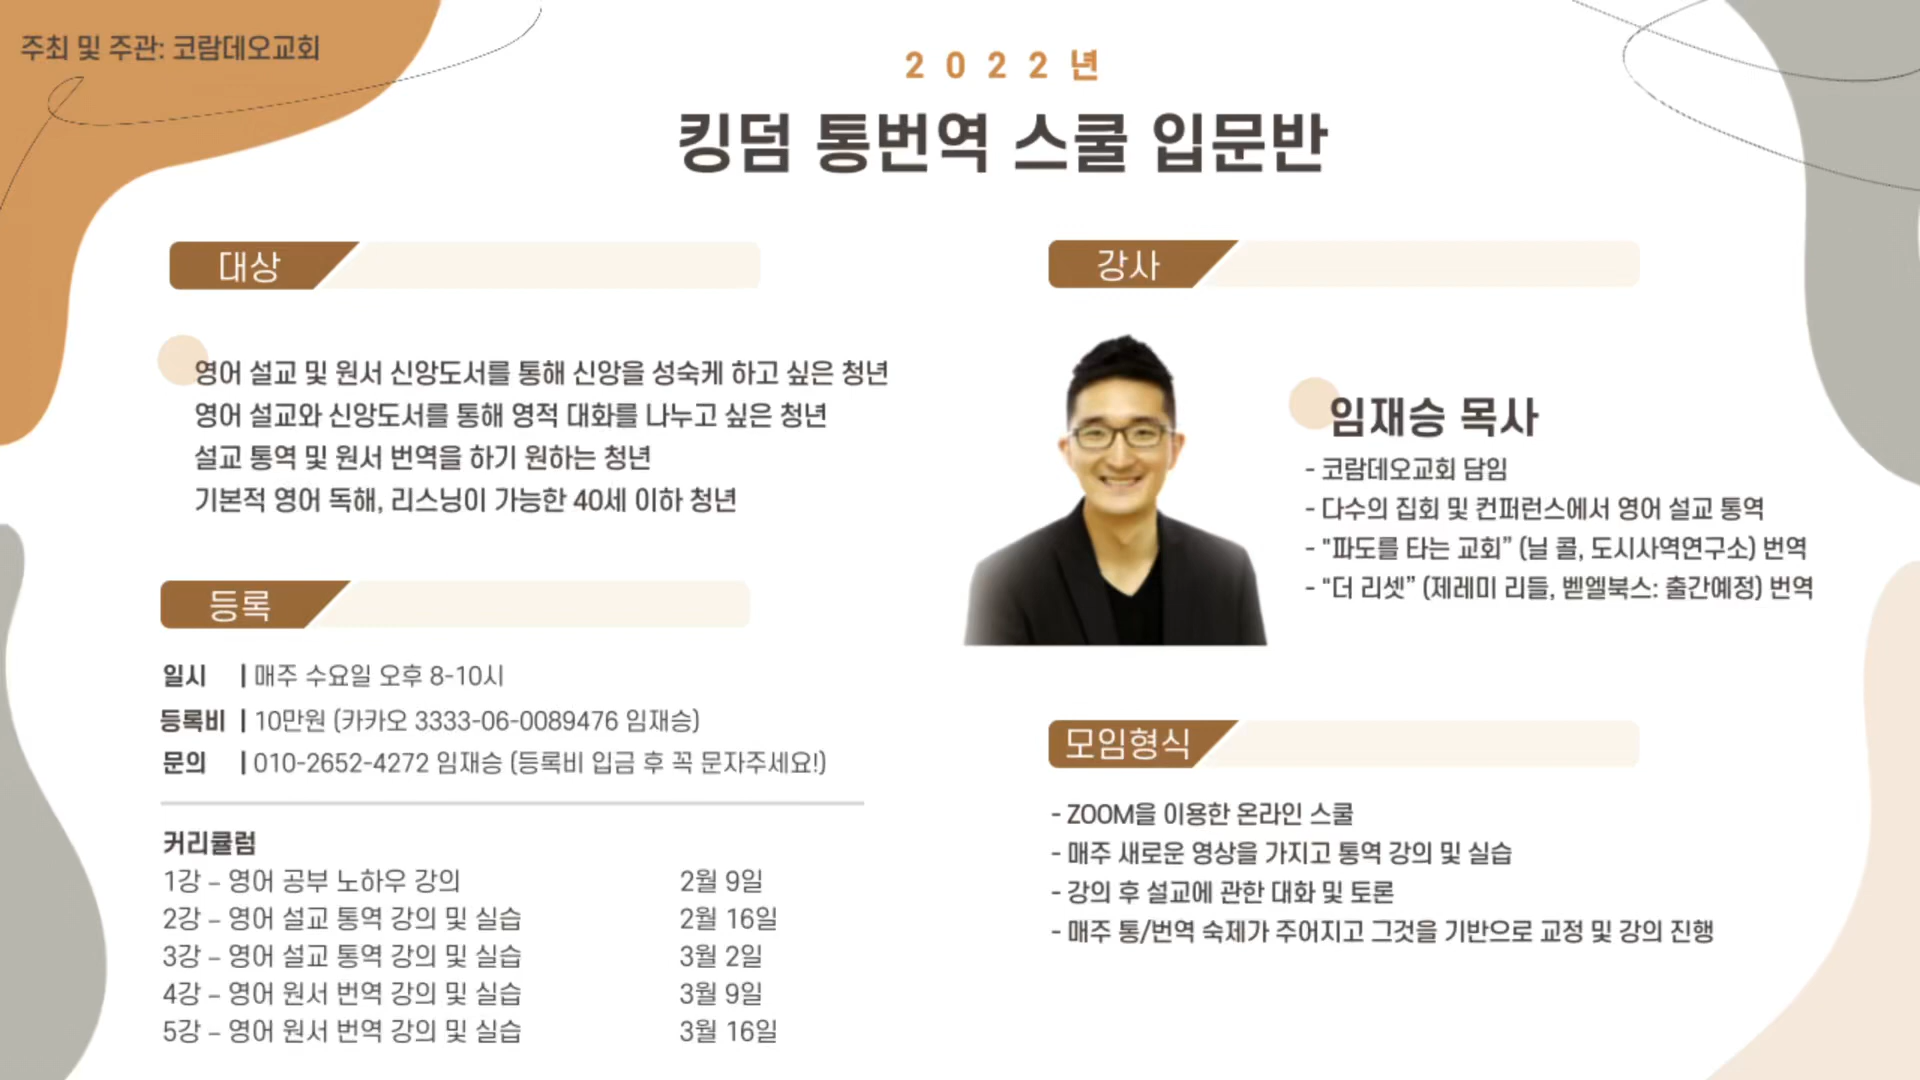 주최 및 주관: 코람데오교회
2022년
킹덤 통번역 스쿨 입문반
대상
영어 설교 및 원서 신앙도서를 통해 신앙을 성숙케 하고 싶은 청년
영어 설교와 신앙도서를 통해 영적 대화를 나누고 싶은 청년
설교 통역 및 원서 번역을 하기 원하는 청년
기본적 영어 독해, 리스닝이 가능한 40세 이하 청년
등록
일시 | 매주 수요일 오후 8-10시
등록비 | 10만원 (카카오 3333-06-0089476 임재승)
문의 | 010-2652-4272 임재승 (등록비 입금 후 꼭 문자주세요!)
커리큘럼
1강 – 영어 공부 노하우 강의 2월 9일
2강 – 영어 설교 통역 강의 및 실습 2월 16일
3강 – 영어 설교 통역 강의 및 실습 3월 2일
4강 – 영어 원서 번역 강의 및 실습 3월 9일
5강 – 영어 원서 번역 강의 및 실습 3월 16일
강사
임재승 목사
- 코람데오교회 담임
- 다수의 집회 및 컨퍼런스에서 영어 설교 통역
- "파도를 타는 교회” (닐 콜, 도시사역연구소) 번역
- "더 리셋” (제레미 리들, 벧엘북스: 출간예정) 번역
모임형식
- ZOOM을 이용한 온라인 스쿨
- 매주 새로운 영상을 가지고 통역 강의 및 실습
- 강의 후 설교에 관한 대화 및 토론
- 매주 통/번역 숙제가 주어지고 그것을 기반으로 교정 및 강의 진행